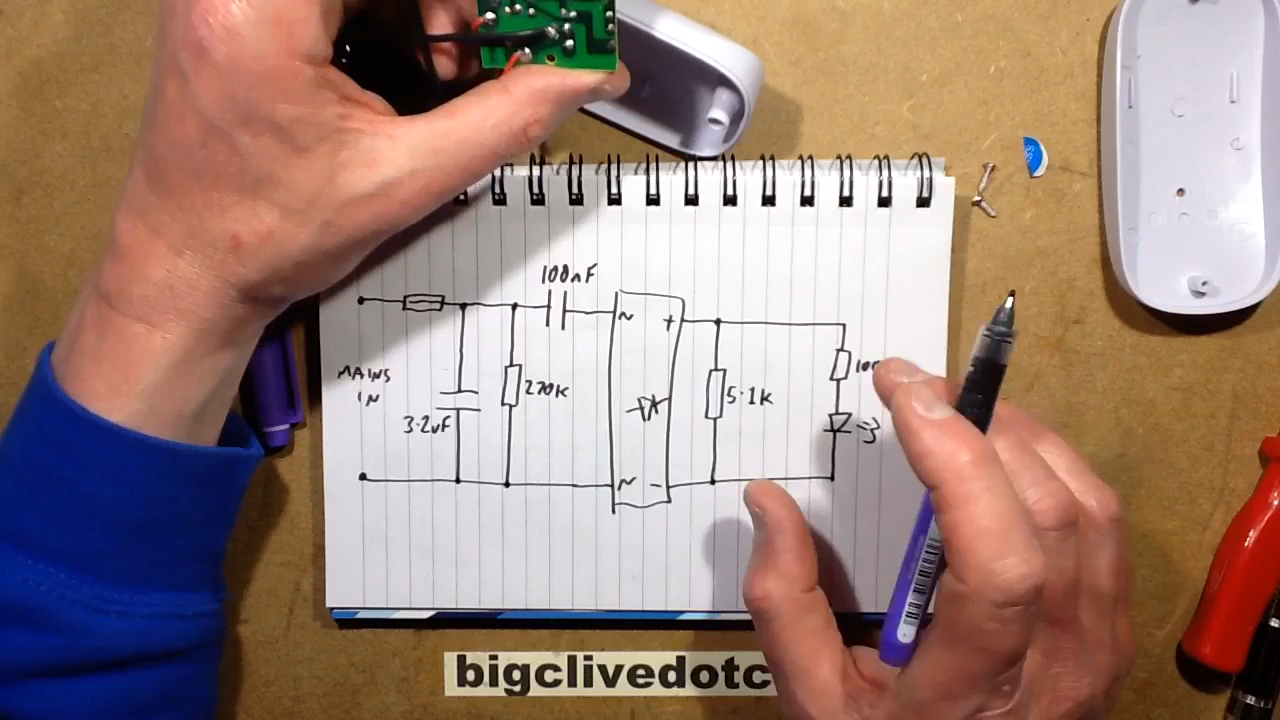 100nF
~
+
MAINS
IN
270K
5.1K
3.2uF
~
-
bigclivedotc